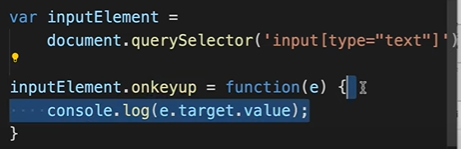 var inputElement =
document.querySelector('input[type="text"]')
inputElement.onkeyup = function(e) {
console.log(e.target.value);
}